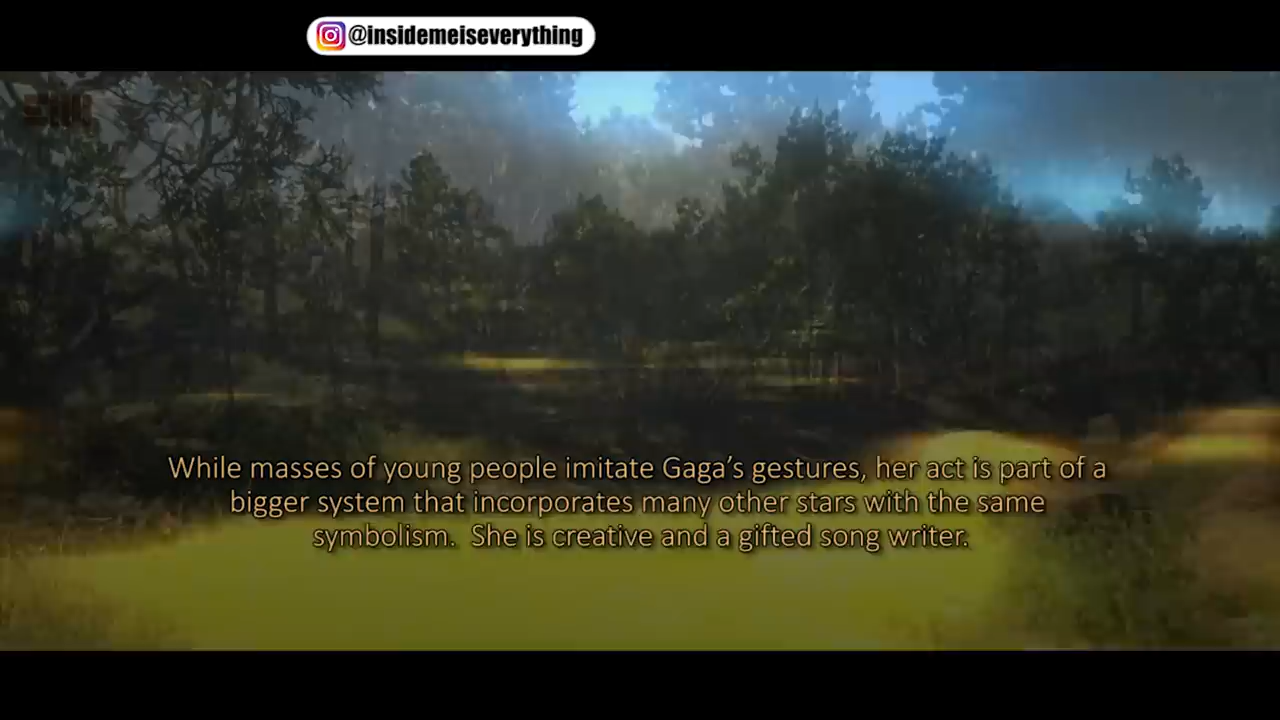 @insidemeiseverything
While masses of young people imitate Gaga's gestures, her act is part of a
bigger system that incorporates many other stars with the same
symbolism.  She is creative and a gifted song writer.